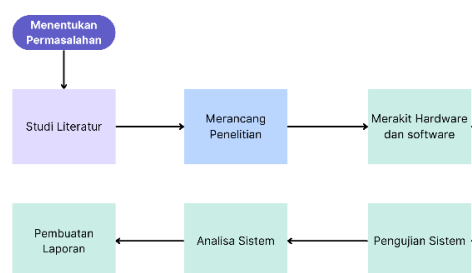 Menentukan
Permasalahan
Studi Literatur
Merancang
Penelitian
Merakit Hardware
dan software
Pembuatan
Laporan
Analisa Sistem
Pengujian Sistem